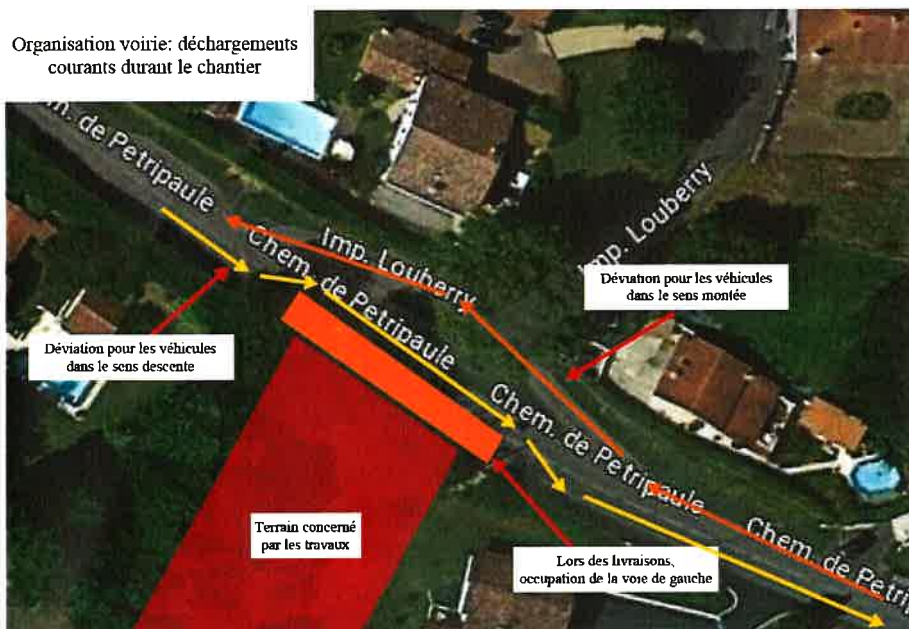 Organisation voirie: déchargements
courants durant le chantier
m. de Petripaule
Imp. Louberry
Imp. Louberry
Chem. de Petripaule
Déviation pour les véhicules
dans le sens montée
Déviation pour les véhicules
dans le sens descente
Chem. de Petripaule
Chem. de Petrip
Terrain concerné
par les travaux
Lors des livraisons,
occupation de la voie de gauche